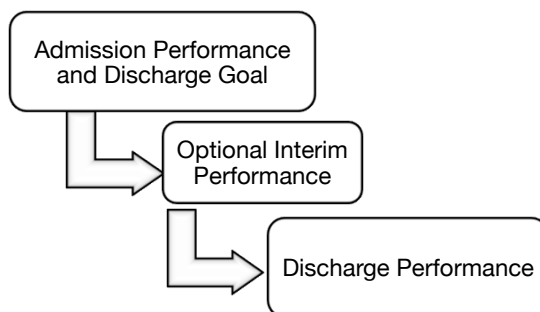 Admission Performance
and Discharge Goal
Optional Interim
Performance
Discharge Performance